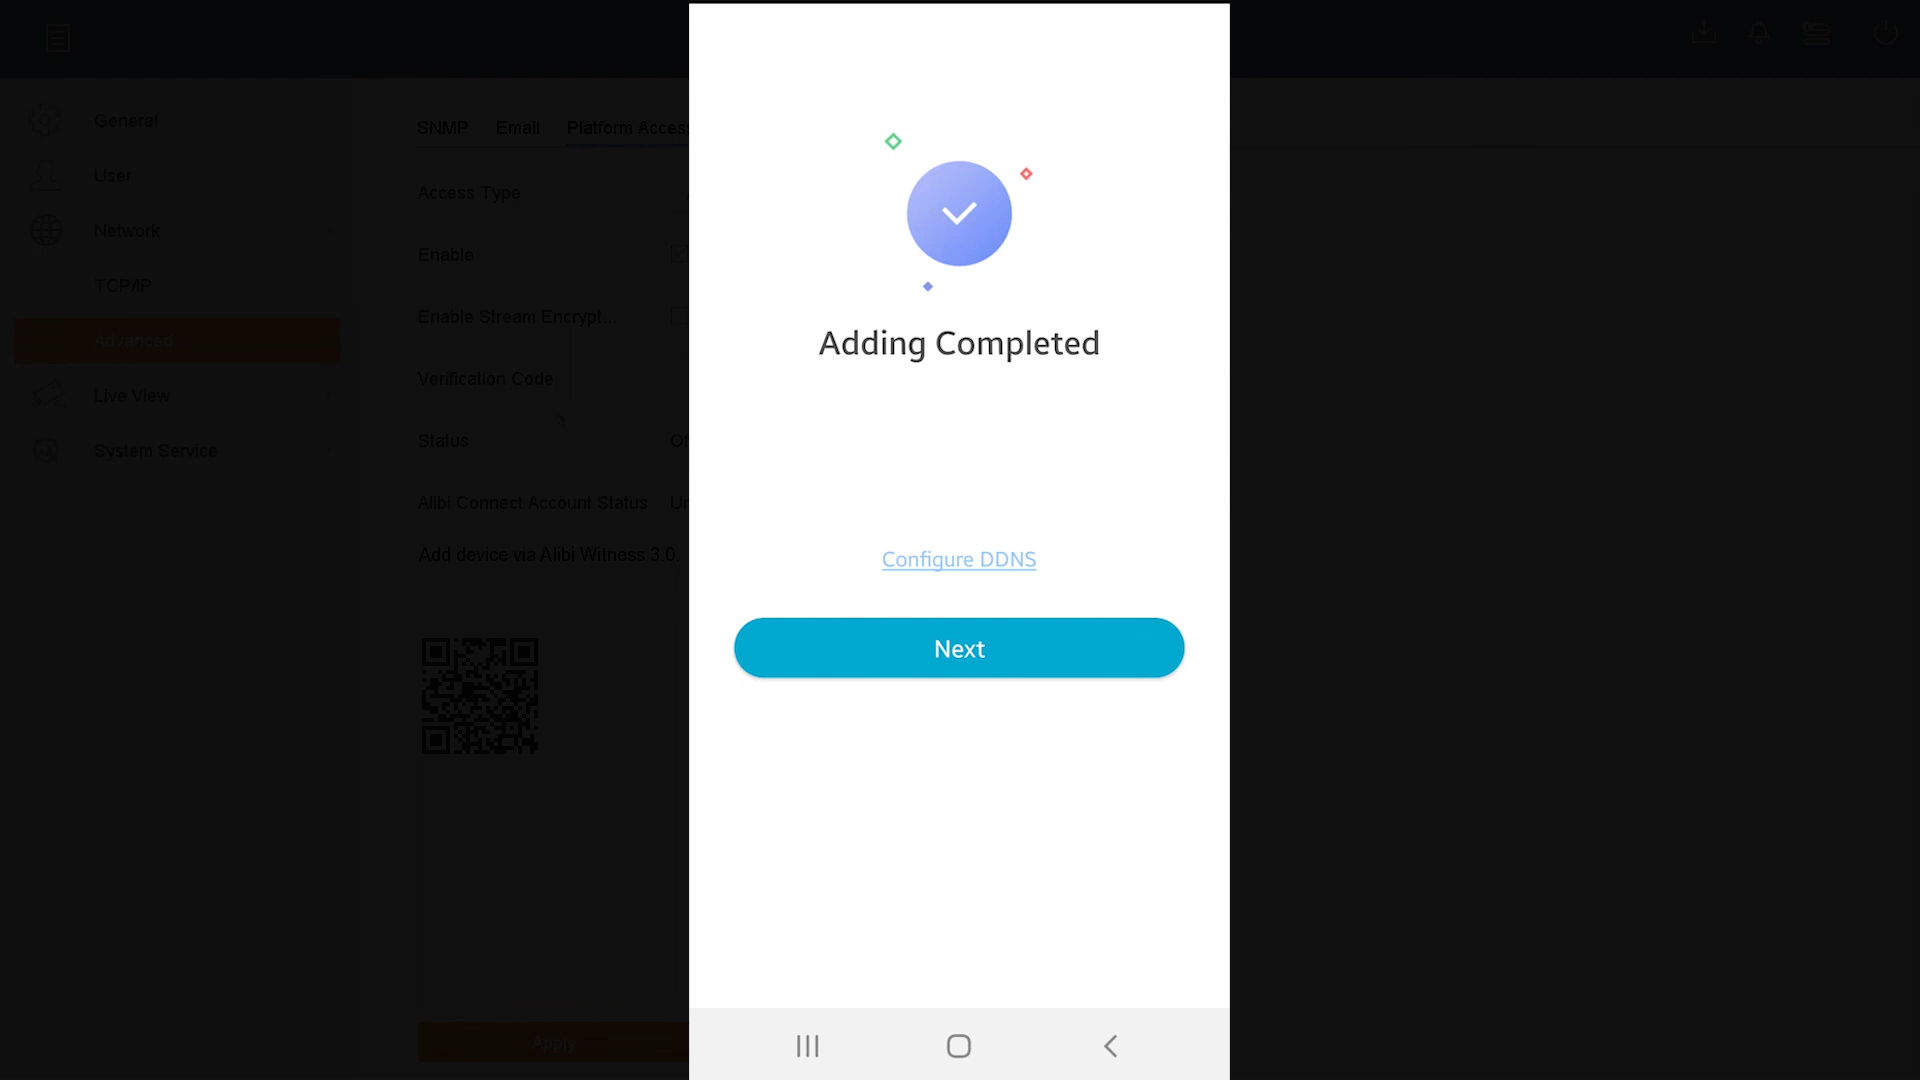 General
User
Network
TCP/IP
Advanced
Live View
System Service
SNMP Email Platform Access
Access Type
Enable
Enable Stream Encrypt...
Verification Code
Status
Alibi Connect Account Status
Add device via Alibi Witness 3.0.
Apply
Adding Completed
Configure DDNS
Next